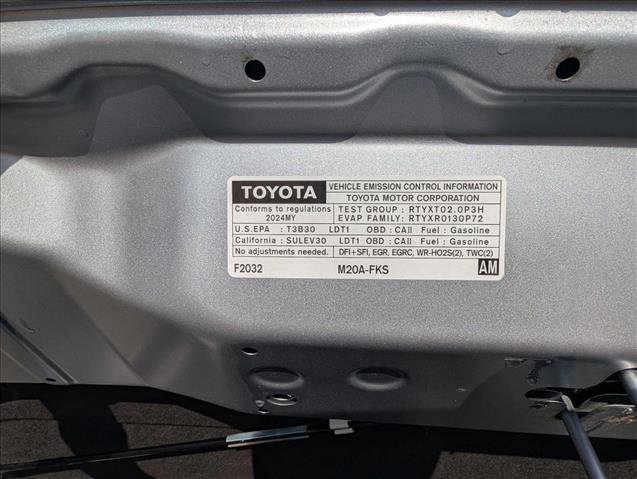 TOYOTA VEHICLE EMISSION CONTROL INFORMATION
TOYOTA MOTOR CORPORATION
Conforms to regulations TEST GROUP : RTYXT02.0P3H
2024MY EVAP FAMILY: RTYXR0130P72
U.S.EPA : T3B30 LDT1 OBD : CAII Fuel : Gasoline
California : SULEV30 LDT1 OBD : CAII Fuel : Gasoline
No adjustments needed. DFI+SFI, EGR, EGRC, WR-HO2S(2), TWC(2)
F2032 M20A-FKS AM